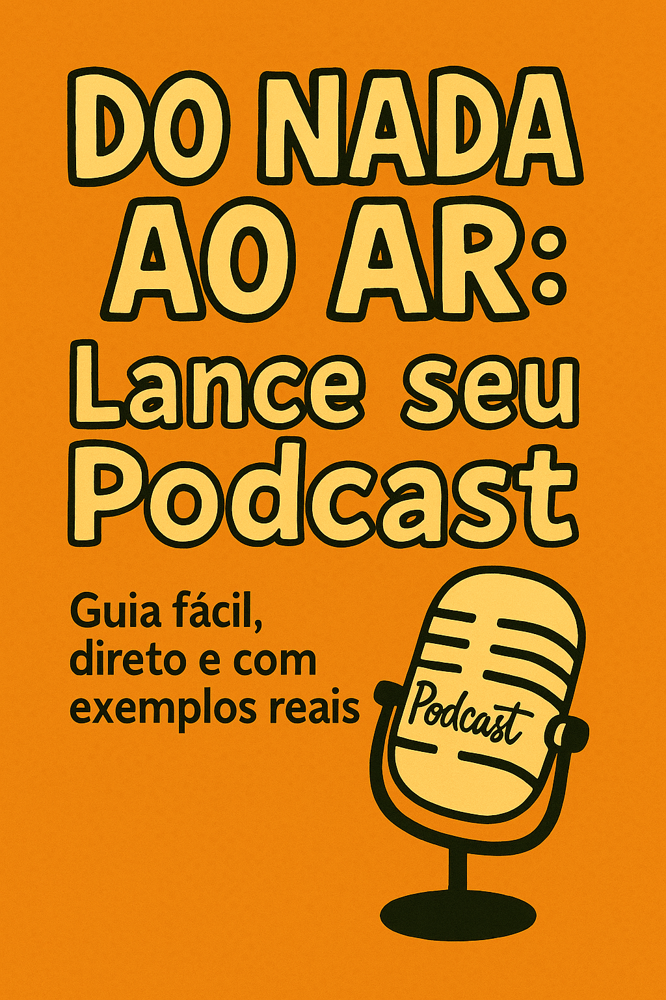 DO NADA
AO AR:
Lance seu
Podcast
Guia fácil,
direto e com
exemplos reais
Podcast